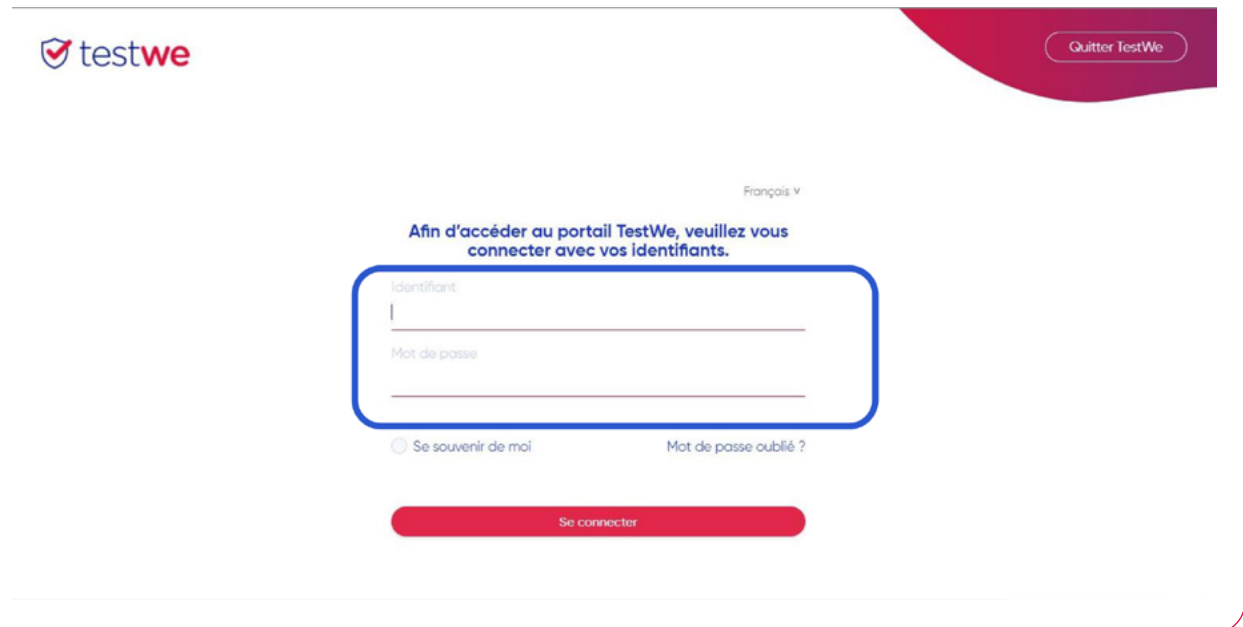 testwe
Quitter TestWe
Français
Afin d'accéder au portail TestWe, veuillez vous
connecter avec vos identifiants.
Identifiant
Mot de passe
Se souvenir de moi
Mot de passe oublié ?
Se connecter